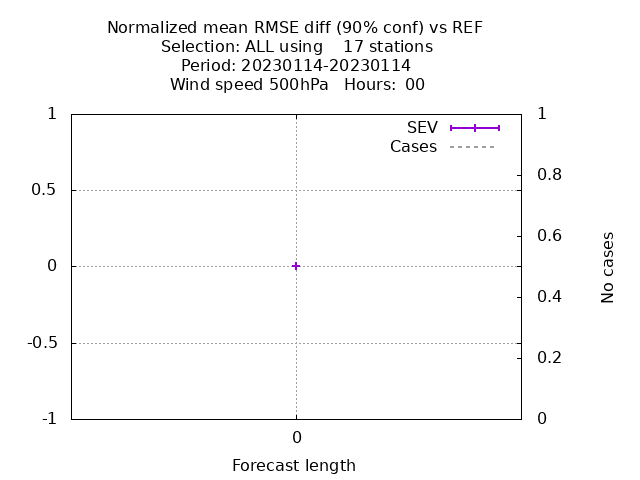 Normalized mean RMSE diff (90% conf) vs REF
Selection: ALL using    17 stations
Period: 20230114-20230114
Wind speed 500hPa   Hours:  00
SEV
Cases
1
0.5
0
-0.5
-1
1
0.8
0.6
0.4
0.2
0
No cases
0
Forecast length